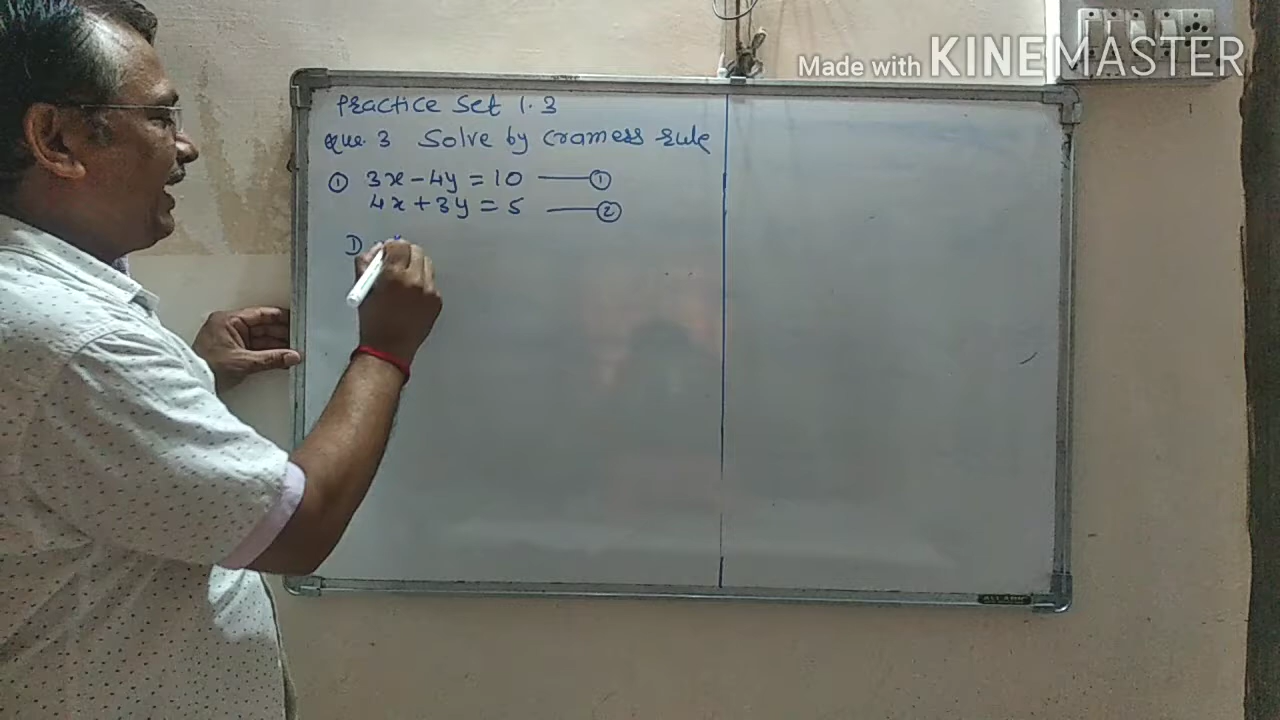 Made with KINEMASTER
Practice Set 1.3
Que. 3 Solve by cramess rule
① 3x - 4y = 10 —— ①
4x + 3y = 5 —— ②
D